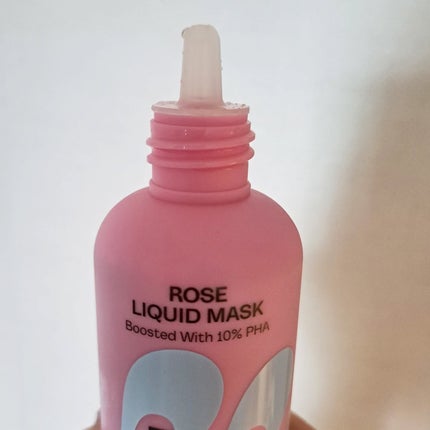 ROSE
LIQUID MASK
Boosted With 10% PHA